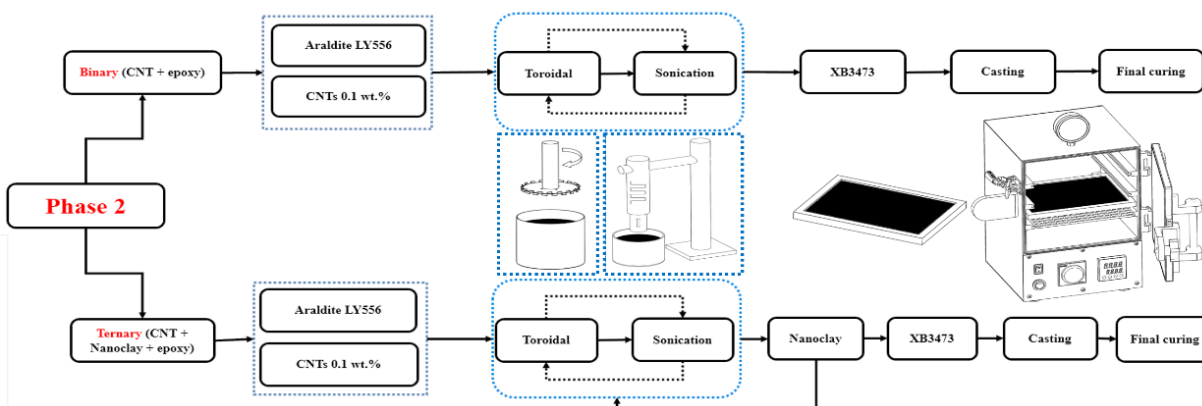 Araldite LY556
Binary (CNT + epoxy)
CNTs 0.1 wt.%
Toroidal
Sonication
XB3473
Casting
Final curing
Phase 2
Ternary (CNT +
Nanoclay + epoxy)
Araldite LY556
CNTs 0.1 wt.%
Toroidal
Sonication
Nanoclay
XB3473
Casting
Final curing